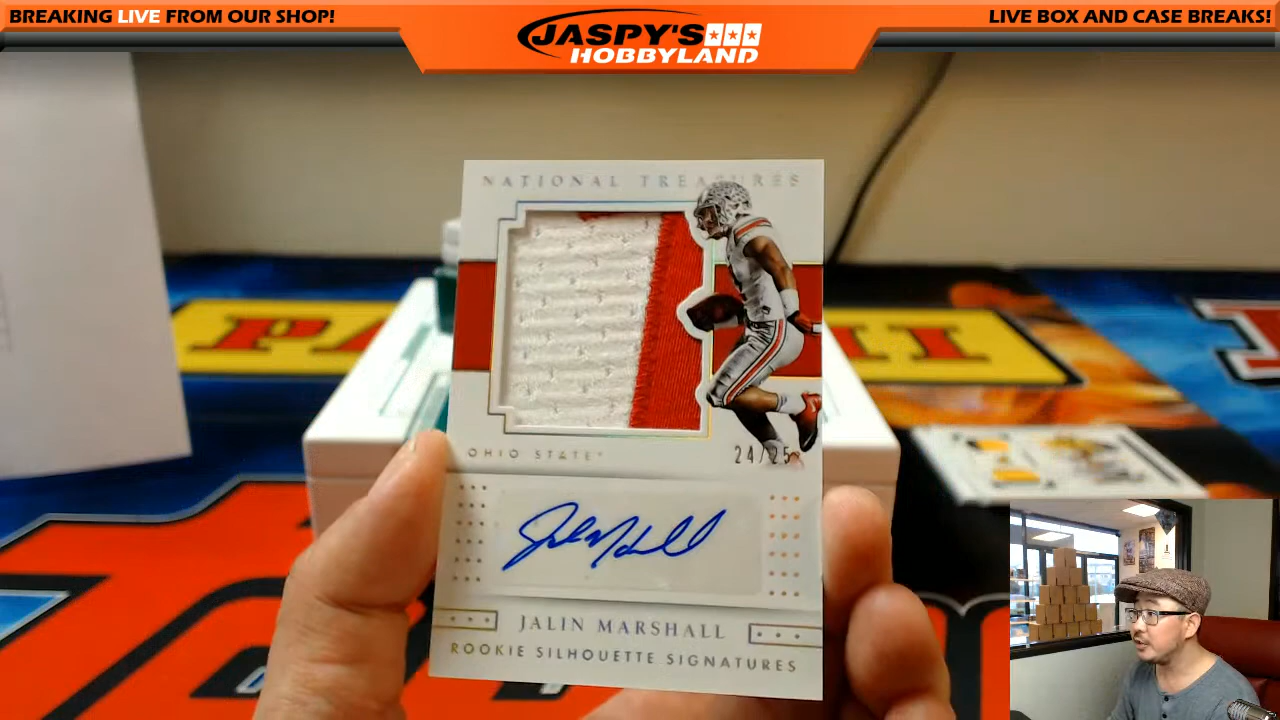 BREAKING LIVE FROM OUR SHOP!
JASPY'S
HOBBYLAND
LIVE BOX AND CASE BREAKS!
NATIONAL TREASURES
OHIO STATE
24/25
JALIN MARSHALL
ROOKIE SILHOUETTE SIGNATURES